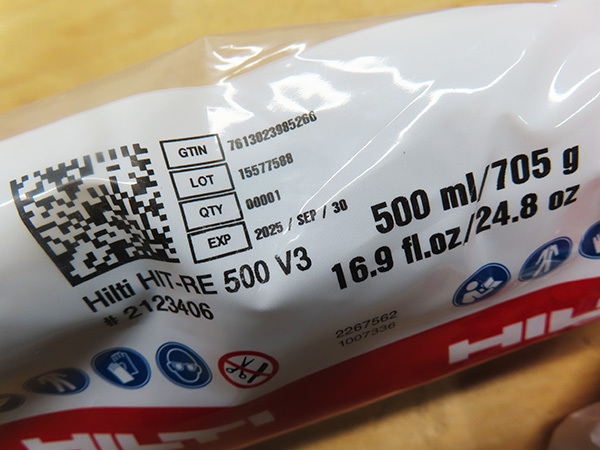 GTIN 7613023985266
LOT 15577588
QTY 00001
EXP 2025 / SEP / 30
Hilti HIT-RE 500 V3
# 2123406
500 ml/705 g
16.9 fl.oz/24.8 oz
2267562
1007336
HILTI
HILTI